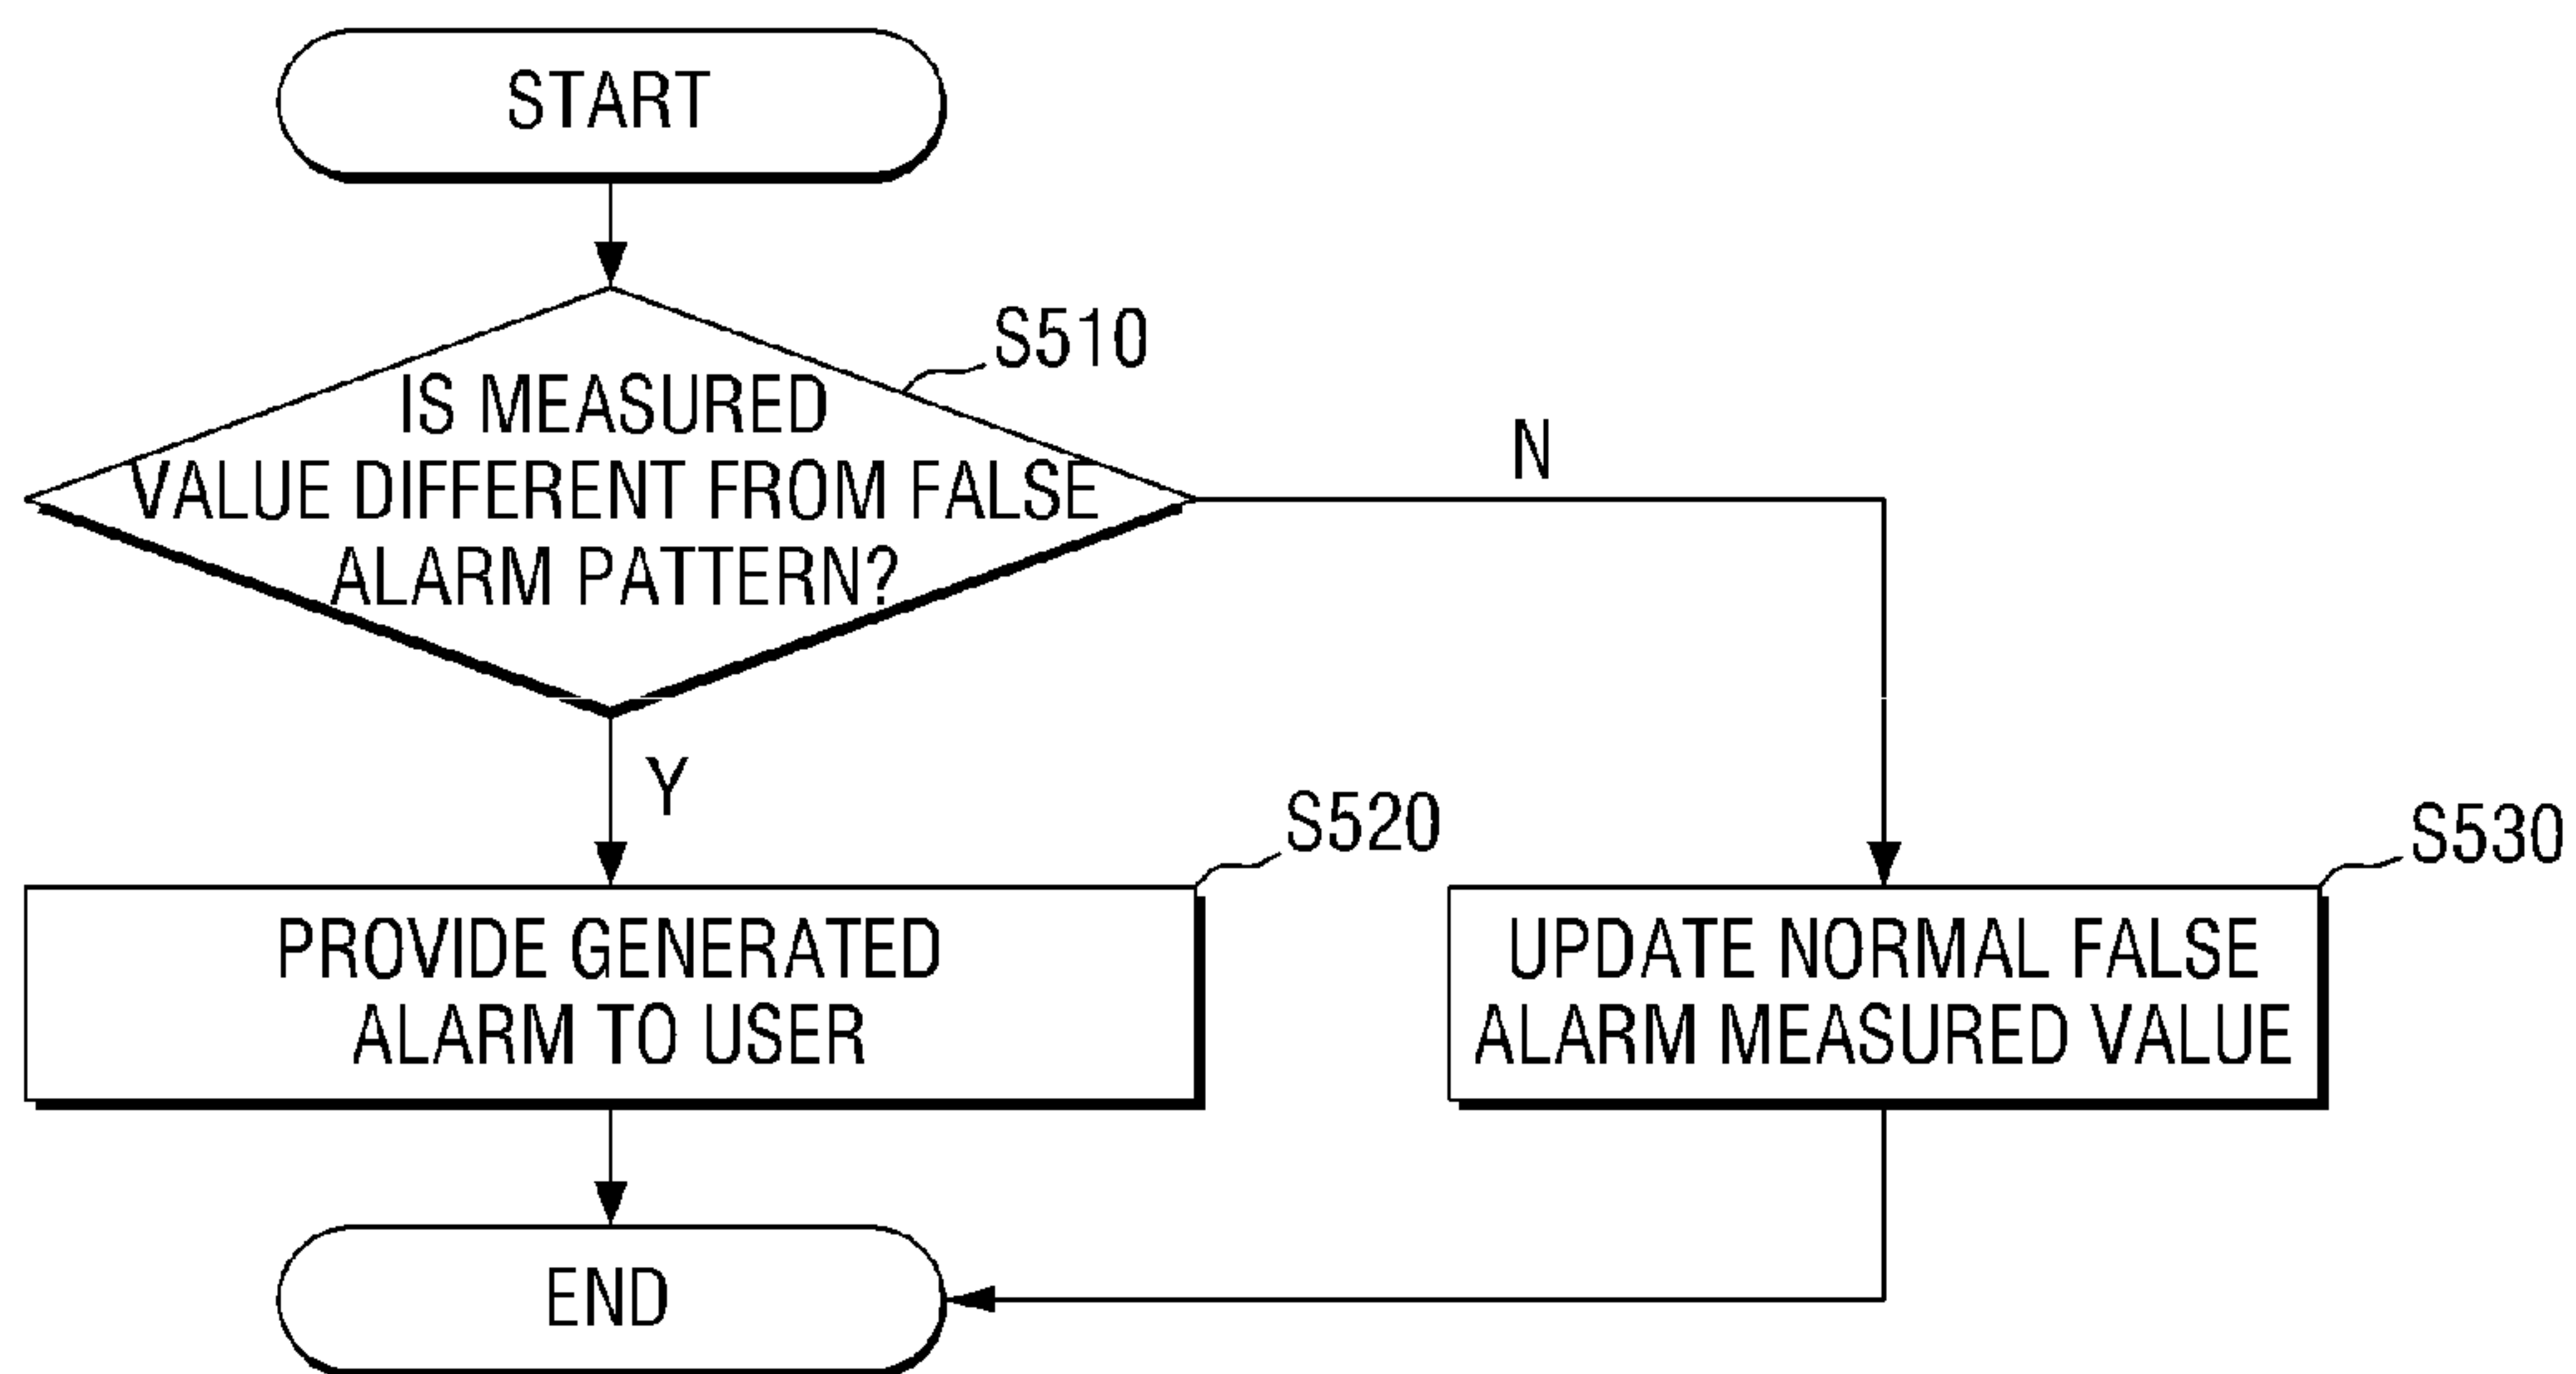 START
S510
IS MEASURED
VALUE DIFFERENT FROM FALSE
ALARM PATTERN?
N
Y
S520
PROVIDE GENERATED
ALARM TO USER
S530
UPDATE NORMAL FALSE
ALARM MEASURED VALUE
END